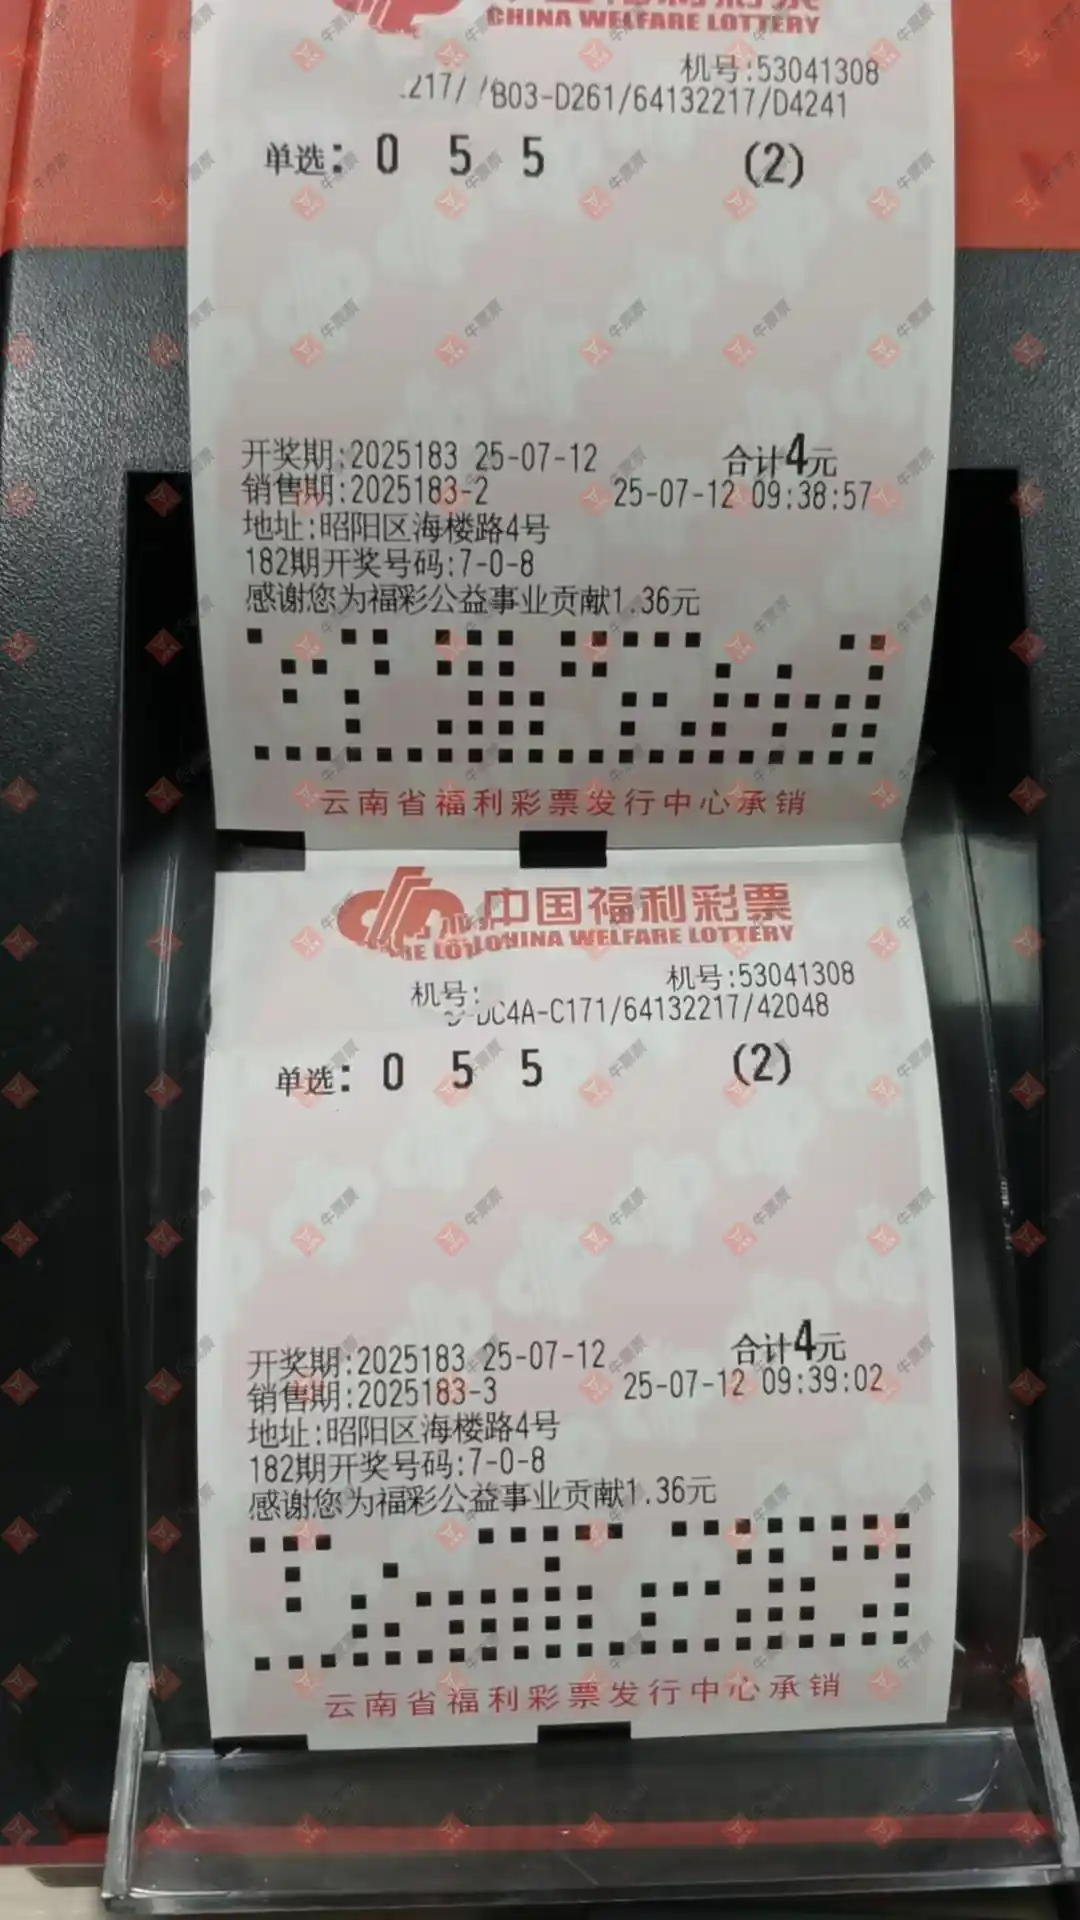 CHINA WELFARE LOTTERY
机号:53041308
.217/ /B03-D261/64132217/D4241
单选: 0 5 5 (2)
开奖期:2025183 25-07-12 合计4元
销售期:2025183-2 25-07-12 09:38:57
地址:昭阳区海楼路4号
182期开奖号码:7-0-8
感谢您为福彩公益事业贡献1.36元
云南省福利彩票发行中心承销
中国福利彩票
CHINA WELFARE LOTTERY
机号: 机号:53041308
DC4A-C171/64132217/42048
单选: 0 5 5 (2)
开奖期:2025183 25-07-12 合计4元
销售期:2025183-3 25-07-12 09:39:02
地址:昭阳区海楼路4号
182期开奖号码:7-0-8
感谢您为福彩公益事业贡献1.36元
云南省福利彩票发行中心承销